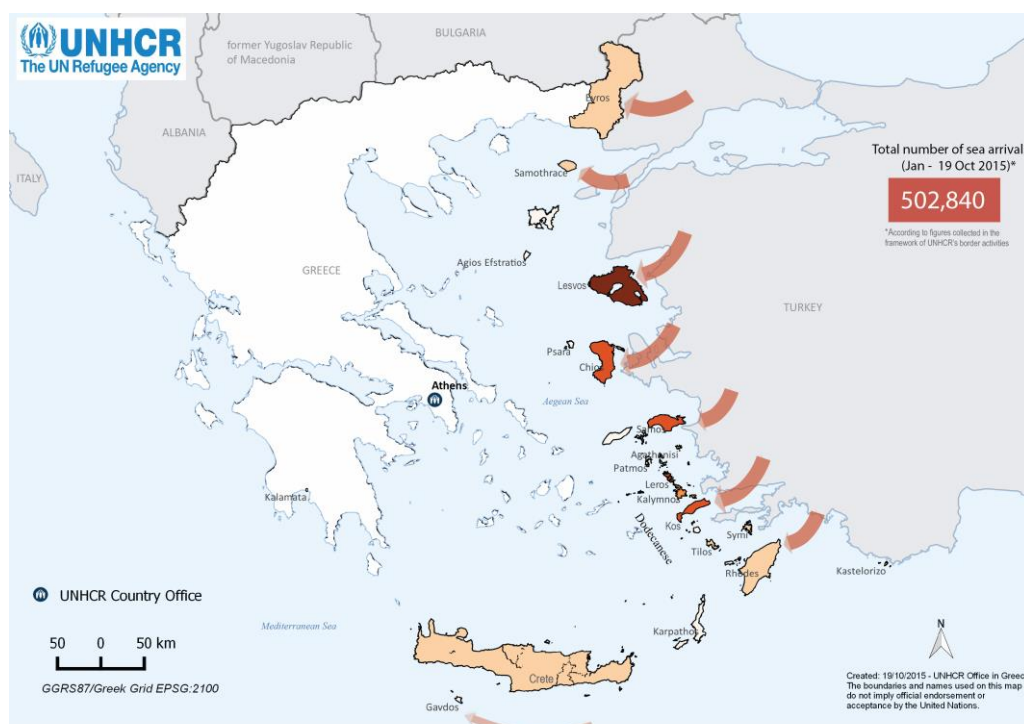 UNHCR
The UN Refugee Agency
BULGARIA
former Yugoslav Republic
of Macedonia
Evros
ALBANIA
Total number of sea arrival
(Jan - 19 Oct 2015)*
ITALY
Samothrace
502,840
*According to figures collected in the
framework of UNHCR's border activities
Agios Efstratios
GREECE
Lesvos
TURKEY
Psara
Chios
Athens
Aegean Sea
Samos
Agathonisi
Patmos
Leros
Kalamata
Kalymnos
Kos
Dodecanese
Symi
Tilos
Rhodes
Kastelorizo
UNHCR Country Office
Mediterranean Sea
Karpathos
N
50 0 50 km
Crete
GGRS87/Greek Grid EPSG:2100
Gavdos
Created: 19/10/2015 - UNHCR Office in Greec
The boundaries and names used on this map
do not imply official endorsement or
acceptance by the United Nations.